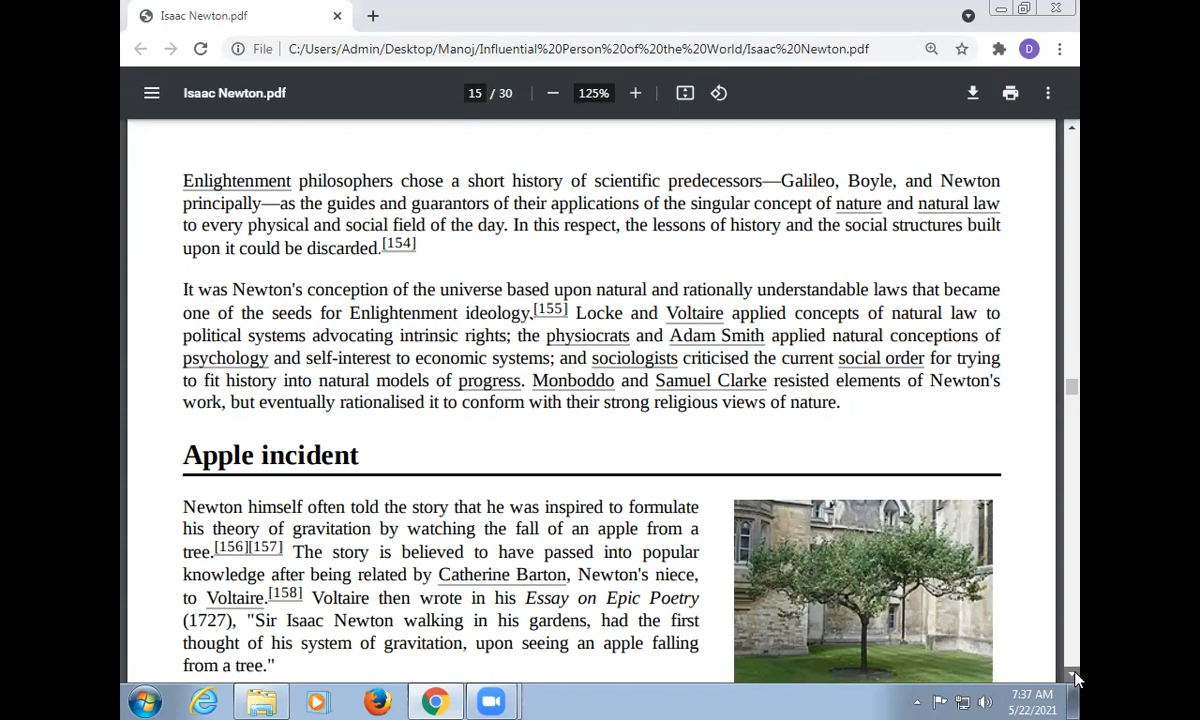 Isaac Newton.pdf
File
C:/Users/Admin/Desktop/Manoj/Influential%20Person%20of%20the%20World/Isaac%20Newton.pdf
D
Isaac Newton.pdf
15 / 30
125%
Enlightenment philosophers chose a short history of scientific predecessors—Galileo, Boyle, and Newton
principally—as the guides and guarantors of their applications of the singular concept of nature and natural law
to every physical and social field of the day. In this respect, the lessons of history and the social structures built
upon it could be discarded.[154]
It was Newton's conception of the universe based upon natural and rationally understandable laws that became
one of the seeds for Enlightenment ideology.[155] Locke and Voltaire applied concepts of natural law to
political systems advocating intrinsic rights; the physiocrats and Adam Smith applied natural conceptions of
psychology and self-interest to economic systems; and sociologists criticised the current social order for trying
to fit history into natural models of progress. Monboddo and Samuel Clarke resisted elements of Newton's
work, but eventually rationalised it to conform with their strong religious views of nature.
Apple incident
Newton himself often told the story that he was inspired to formulate
his theory of gravitation by watching the fall of an apple from a
tree.[156][157] The story is believed to have passed into popular
knowledge after being related by Catherine Barton, Newton's niece,
to Voltaire.[158] Voltaire then wrote in his Essay on Epic Poetry
(1727), "Sir Isaac Newton walking in his gardens, had the first
thought of his system of gravitation, upon seeing an apple falling
from a tree."
7:37 AM
5/22/2021